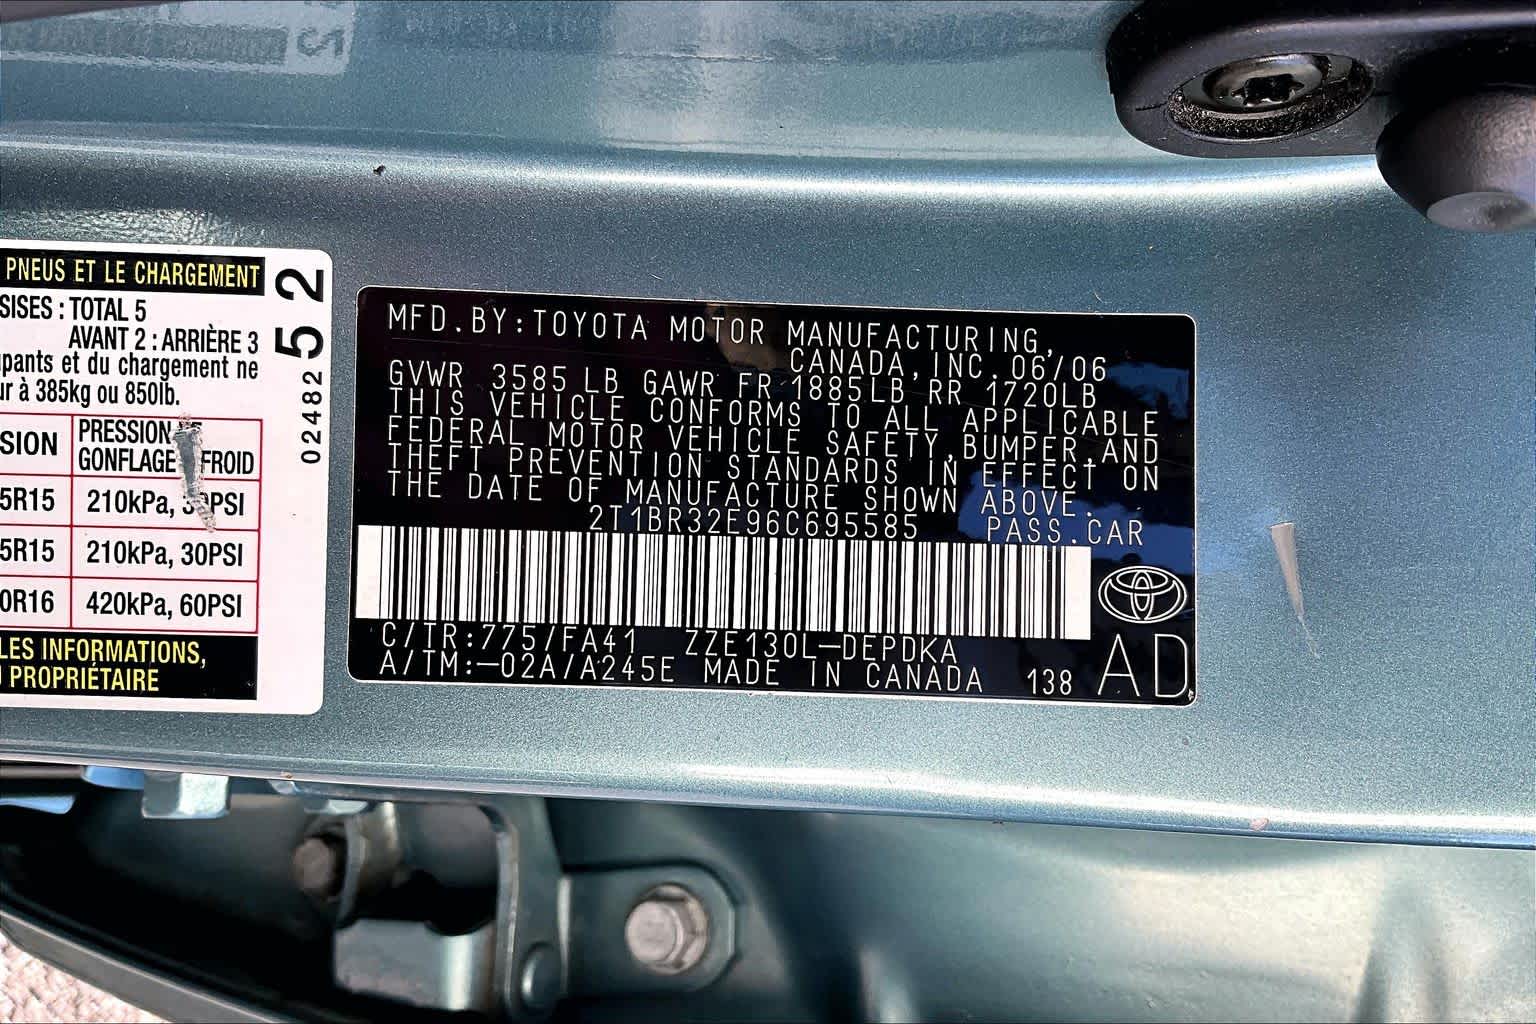 PNEUS ET LE CHARGEMENT
SISES : TOTAL 5
AVANT 2 : ARRIÈRE 3
pants et du chargement ne
ur à 385kg ou 850lb.
SION PRESSION
GONFLAGE FROID
5R15 210kPa, PSI
5R15 210kPa, 30PSI
0R16 420kPa, 60PSI
LES INFORMATIONS,
PROPRIÉTAIRE
02482 52
MFD.BY:TOYOTA MOTOR MANUFACTURING,
CANADA,INC.06/06
GVWR 3585LB GAWR FR 1885LB RR 1720LB
THIS VEHICLE CONFORMS TO ALL APPLICABLE
FEDERAL MOTOR VEHICLE SAFETY,BUMPER,AND
THEFT PREVENTION STANDARDS IN EFFECT ON
THE DATE OF MANUFACTURE SHOWN ABOVE.
2T1BR32E96C695585 PASS.CAR
C/TR:775/FA41 ZZE130L-DEPDKA
A/TM:-02A/A245E MADE IN CANADA 138 AD